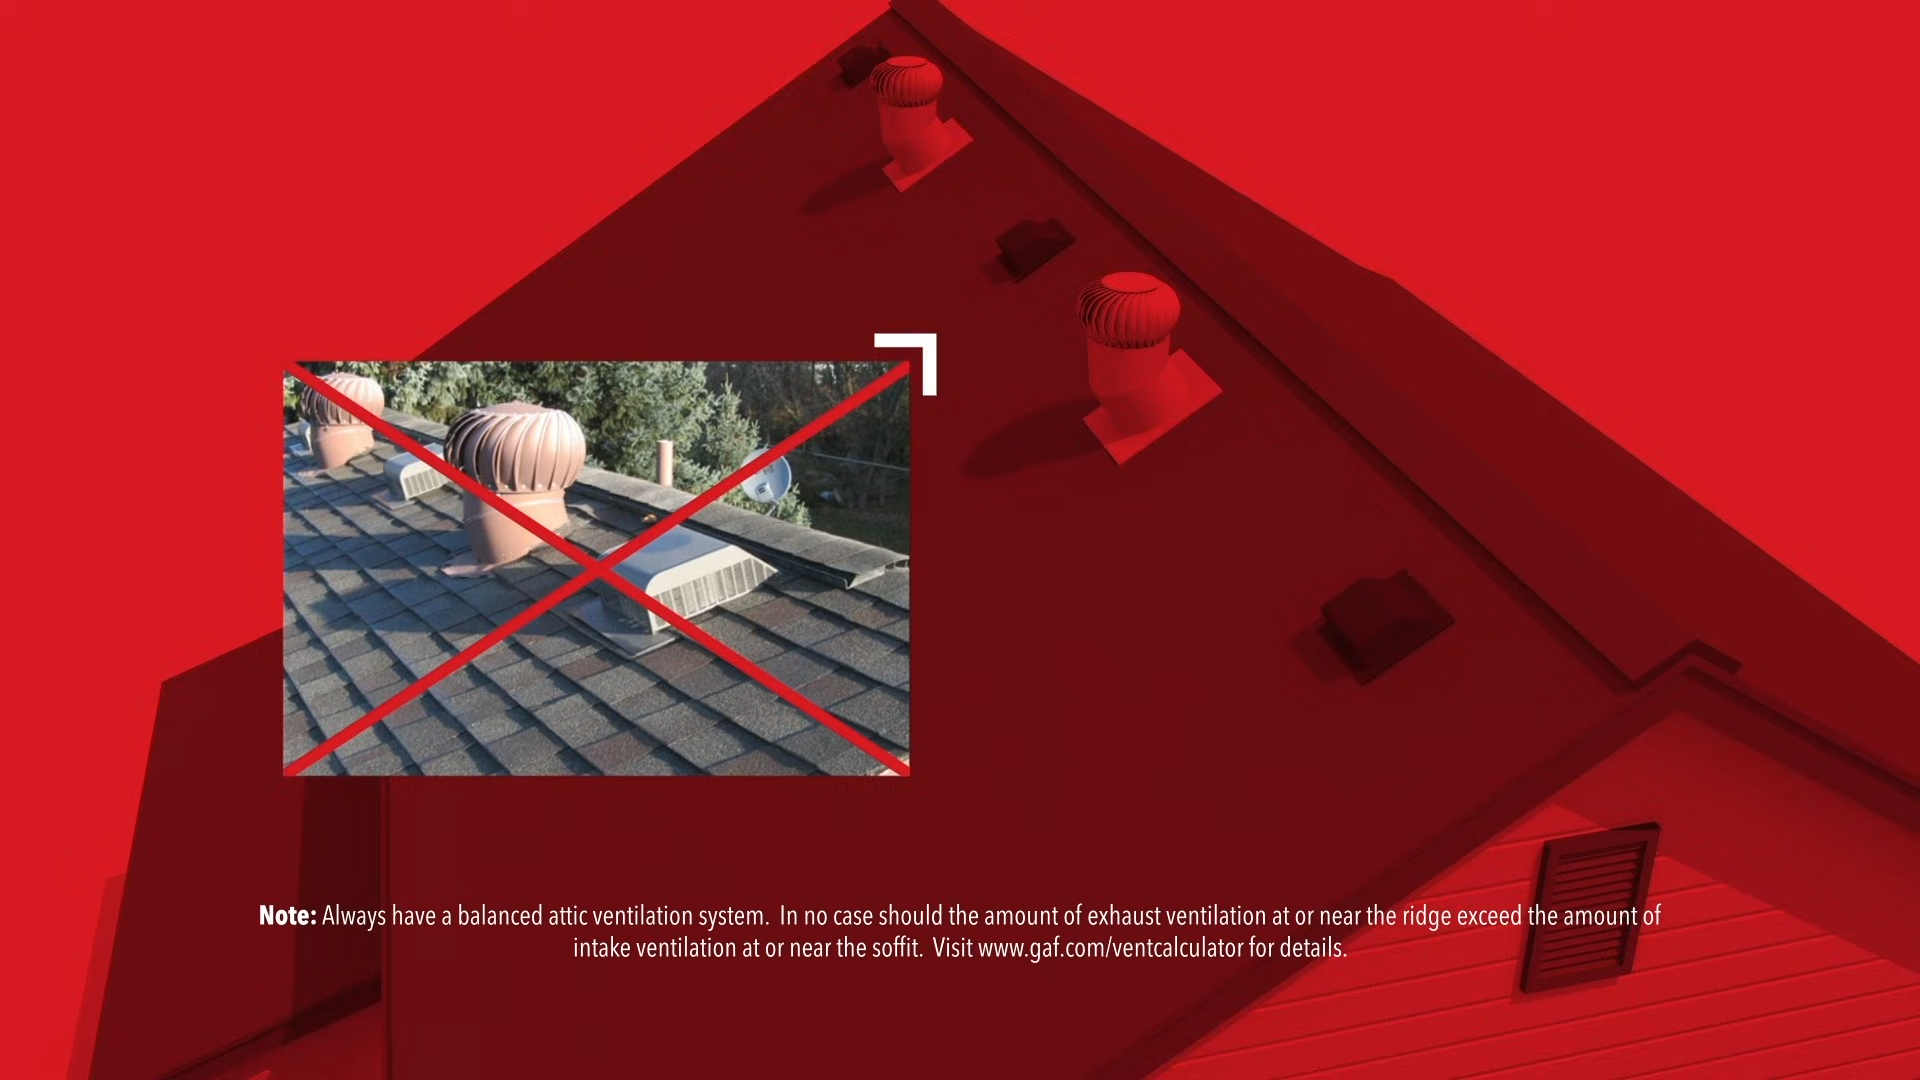 Note: Always have a balanced attic ventilation system.  In no case should the amount of exhaust ventilation at or near the ridge exceed the amount of
intake ventilation at or near the soffit.  Visit www.gaf.com/ventcalculator for details.